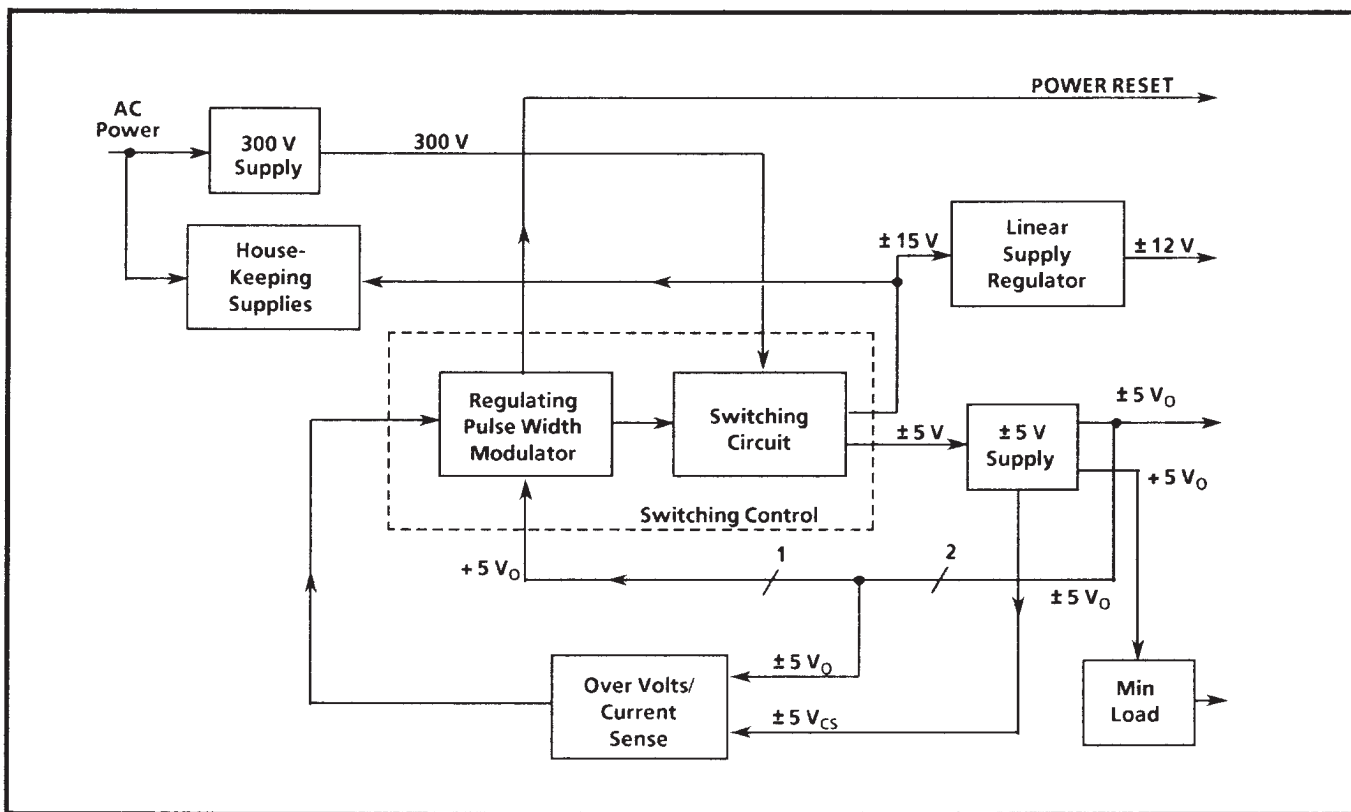 POWER RESET
AC
Power
300 V
Supply
300 V
House-
Keeping
Supplies
± 15 V
Linear
Supply
Regulator
± 12 V
Regulating
Pulse Width
Modulator
Switching
Circuit
± 5 V
± 5 V
Supply
± 5 VO
+ 5 VO
Switching Control
+ 5 VO
1
2
± 5 VO
Over Volts/
Current
Sense
± 5 VO
± 5 VCS
Min
Load